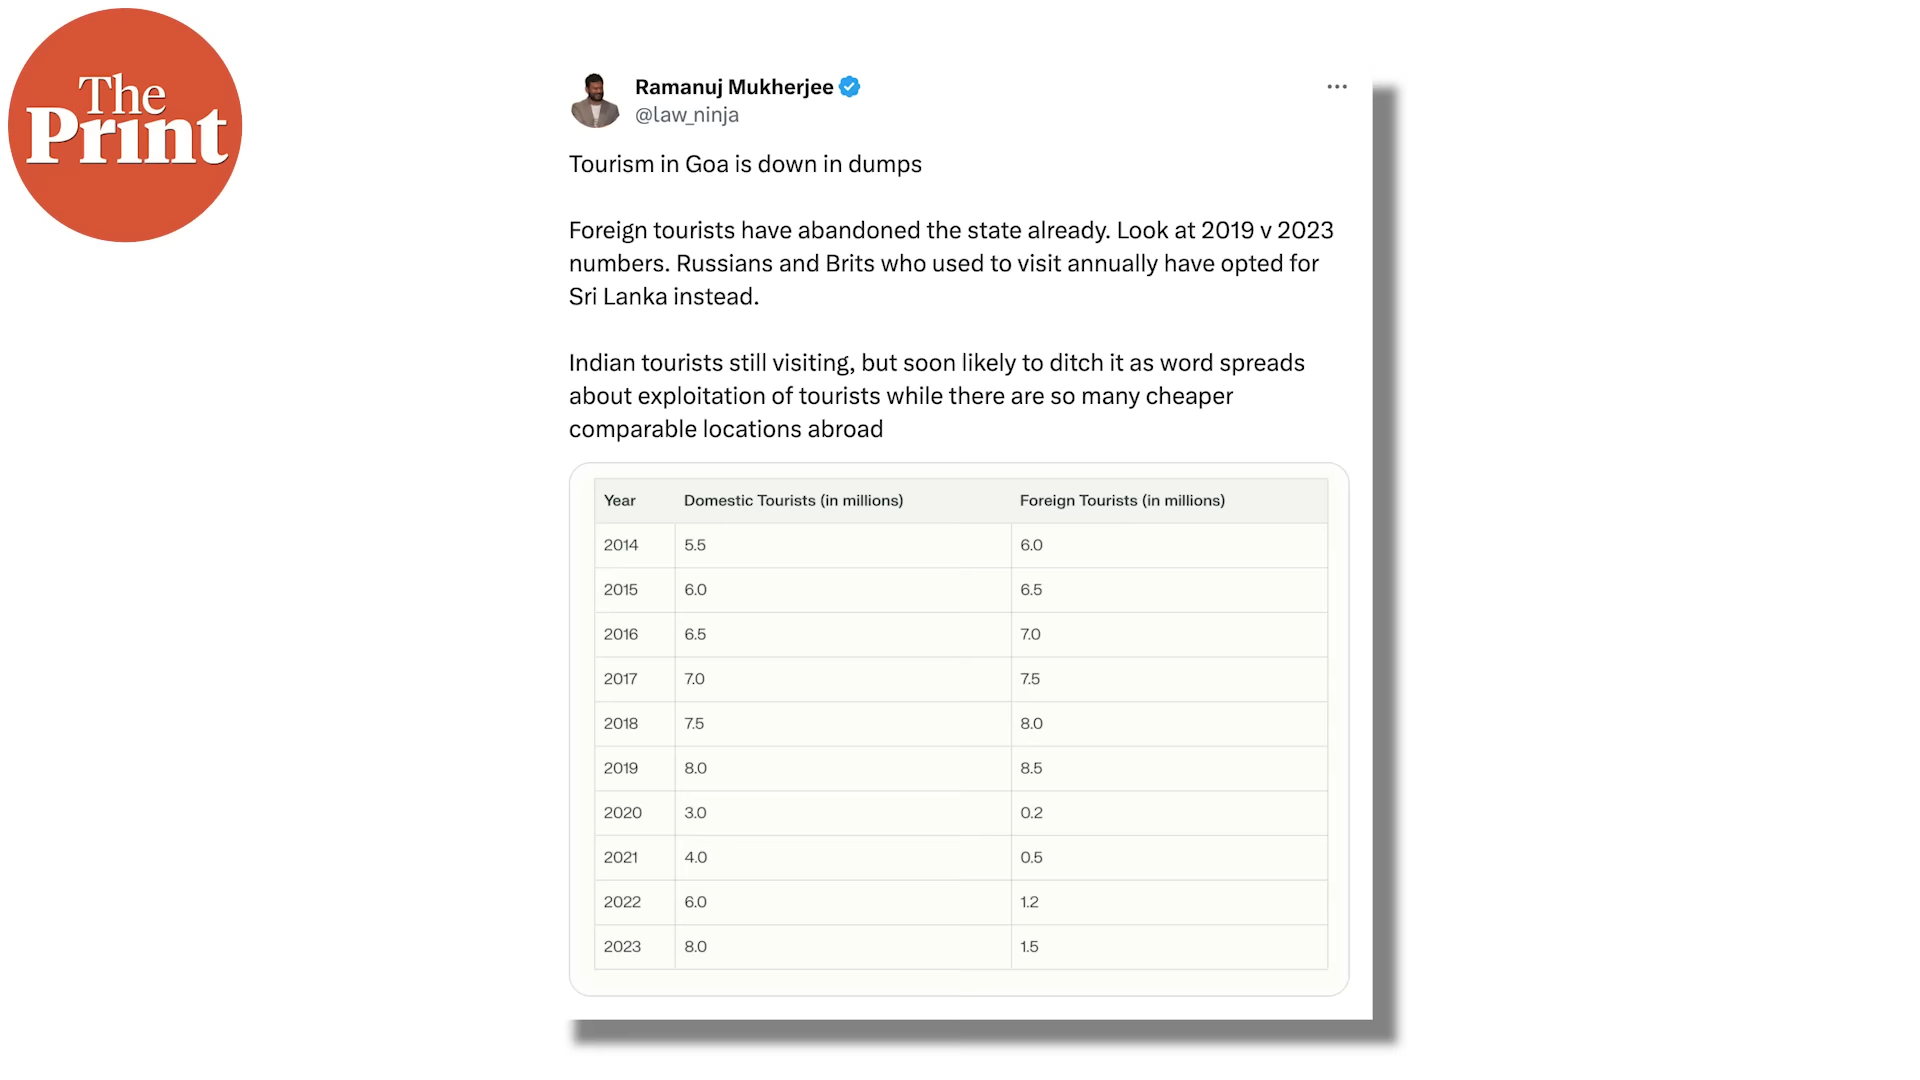 The
Print
Ramanuj Mukherjee
@law_ninja
Tourism in Goa is down in dumps
Foreign tourists have abandoned the state already. Look at 2019 v 2023
numbers. Russians and Brits who used to visit annually have opted for
Sri Lanka instead.
Indian tourists still visiting, but soon likely to ditch it as word spreads
about exploitation of tourists while there are so many cheaper
comparable locations abroad
Year Domestic Tourists (in millions) Foreign Tourists (in millions)
2014 5.5 6.0
2015 6.0 6.5
2016 6.5 7.0
2017 7.0 7.5
2018 7.5 8.0
2019 8.0 8.5
2020 3.0 0.2
2021 4.0 0.5
2022 6.0 1.2
2023 8.0 1.5